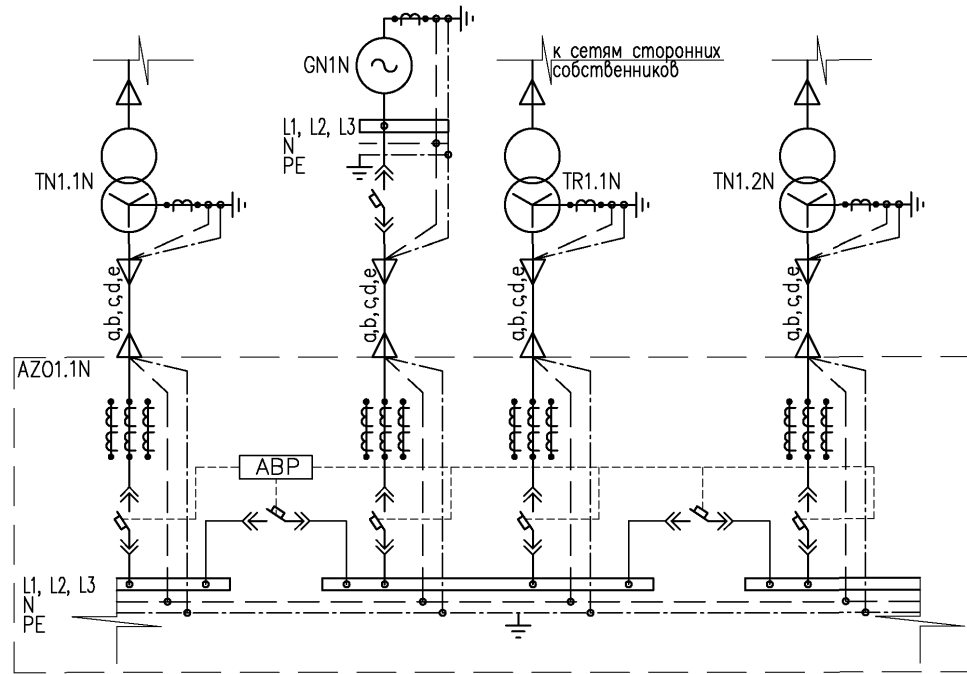 GN1N
к сетям сторонних
собственников
L1, L2, L3
N
PE
TN1.1N
TR1.1N
TN1.2N
a,b,c,d,e
a,b,c,d,e
a,b,c,d,e
a,b,c,d,e
AZ01.1N
АВР
L1, L2, L3
N
PE